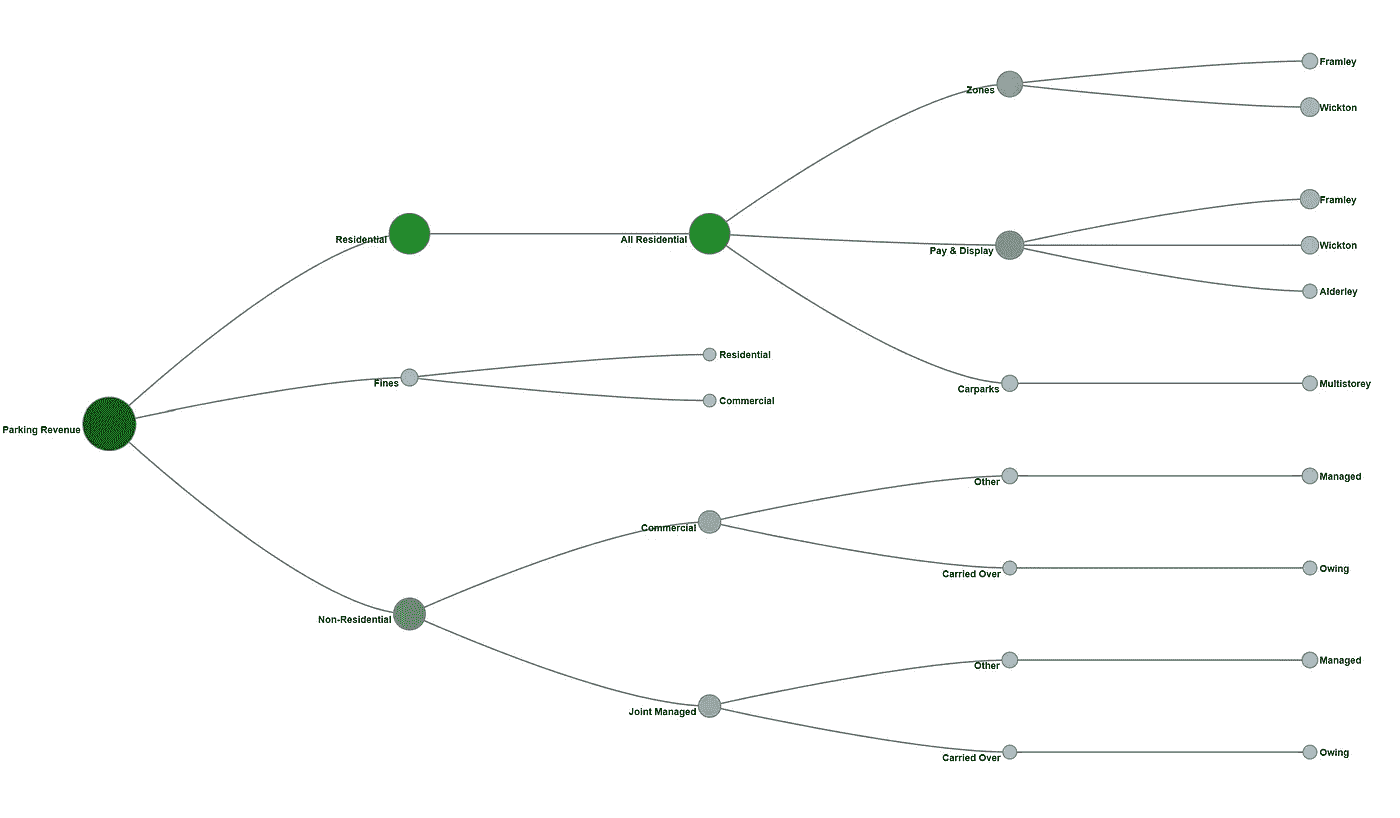 Framley
Zones
Wickton
Framley
Residential
All Residential
Pay & Display
Wickton
Alderley
Residential
Fines
Carparks
Multistorey
Commercial
Parking Revenue
Other
Managed
Commercial
Carried Over
Owing
Non-Residential
Other
Managed
Joint Managed
Carried Over
Owing